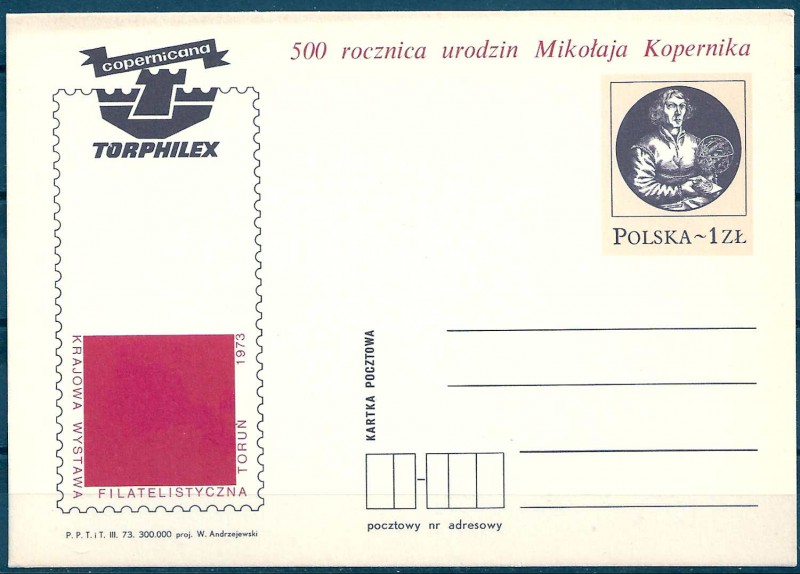 500 rocznica urodzin Mikołaja Kopernika
copernicana
TORPHILEX
POLSKA~1ZŁ
KRAJOWA WYSTAWA
FILATELISTYCZNA
TORUŃ 1973
KARTKA POCZTOWA
pocztowy nr adresowy
P. P. T. i T. III. 73. 300.000 proj. W. Andrzejewski